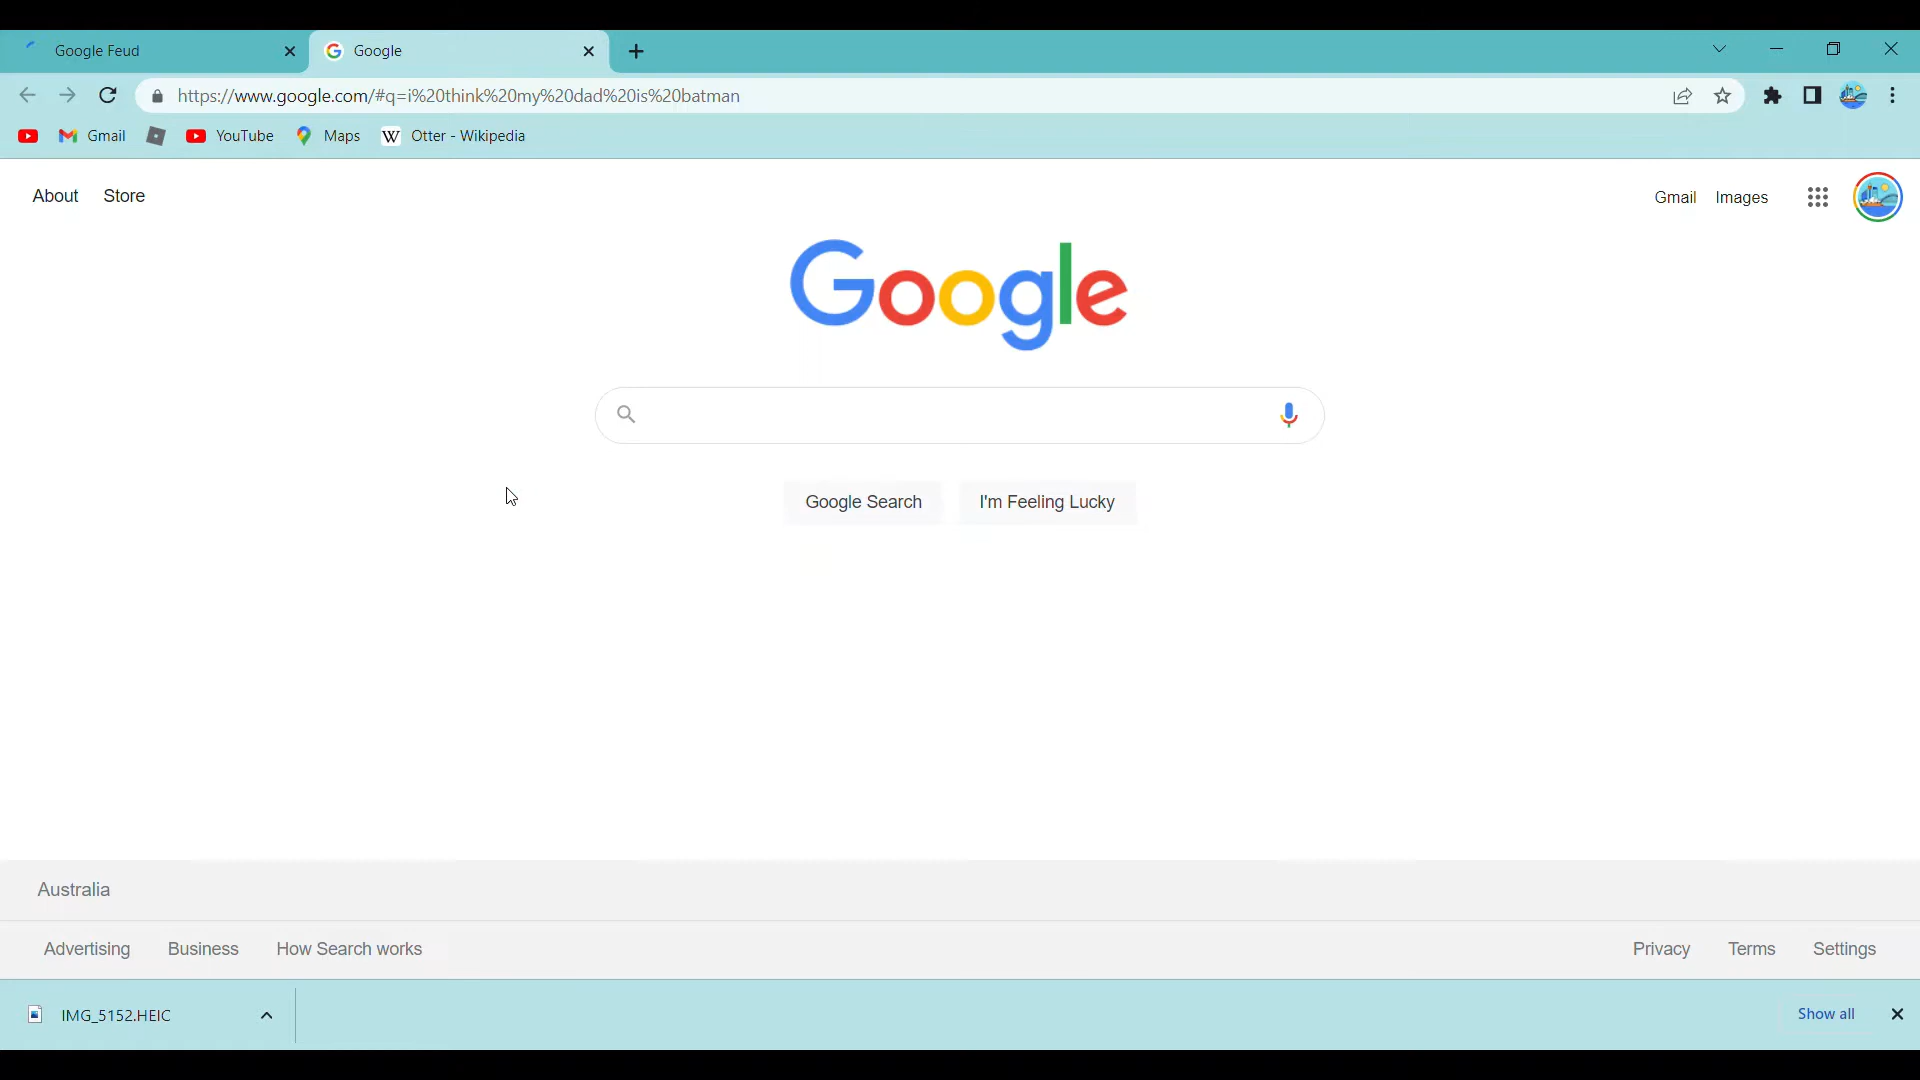 Google Feud
Google
https://www.google.com/#q=i%20think%20my%20dad%20is%20batman
Gmail
YouTube
Maps
W
Otter - Wikipedia
About
Store
Gmail
Images
Google
Google Search
I'm Feeling Lucky
Australia
Advertising
Business
How Search works
Privacy
Terms
Settings
IMG_5152.HEIC
Show all